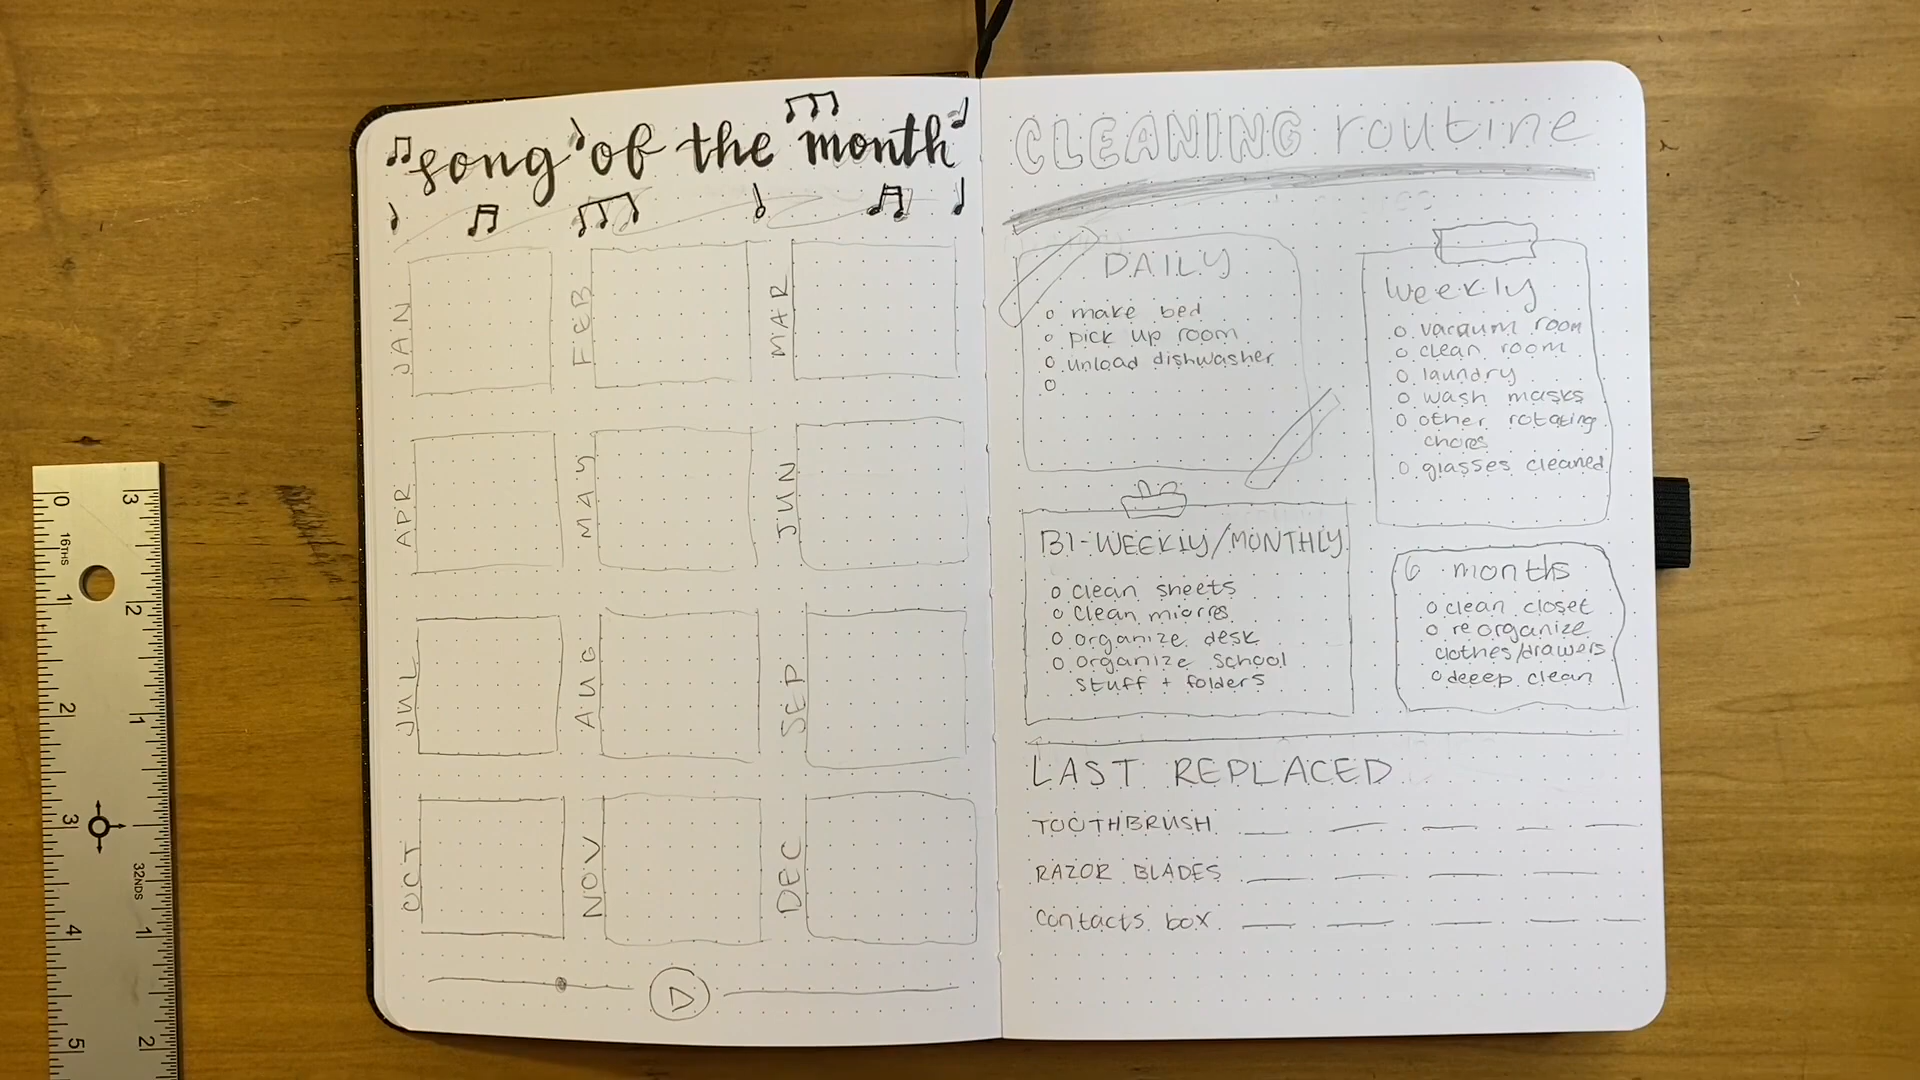 song of the month
JAN
FEB
MAR
APR
MAY
JUN
JUL
AUG
SEP
OCT
NOV
DEC
CLEANING routine
DAILY
o make bed
o pick up room
o unload dishwasher
o
weekly
o vacuum room
o clean room
o laundry
o wash masks
o other rotating
chores
o glasses cleaned
BI-WEEKLY/MONTHLY
o clean sheets
o clean miorres
o organize desk
o organize school
stuff + folders
6 months
o clean closet
o reorganize
clothes/drawers
o deeep clean
LAST REPLACED
TOOTHBRUSH
RAZOR BLADES
contacts box
0 3
16THS
1 2
2 1
3
32NDS
4 1
5 2